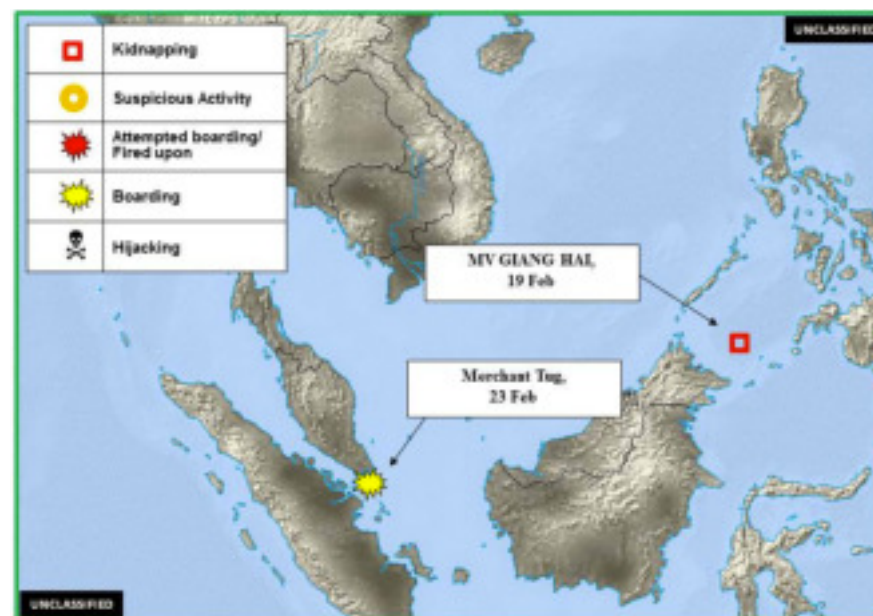 UNCLASSIFIED
Kidnapping
Suspicious Activity
Attempted boarding/
Fired upon
Boarding
Hijacking
MV GIANG HAI,
19 Feb
Merchant Tug,
23 Feb
UNCLASSIFIED